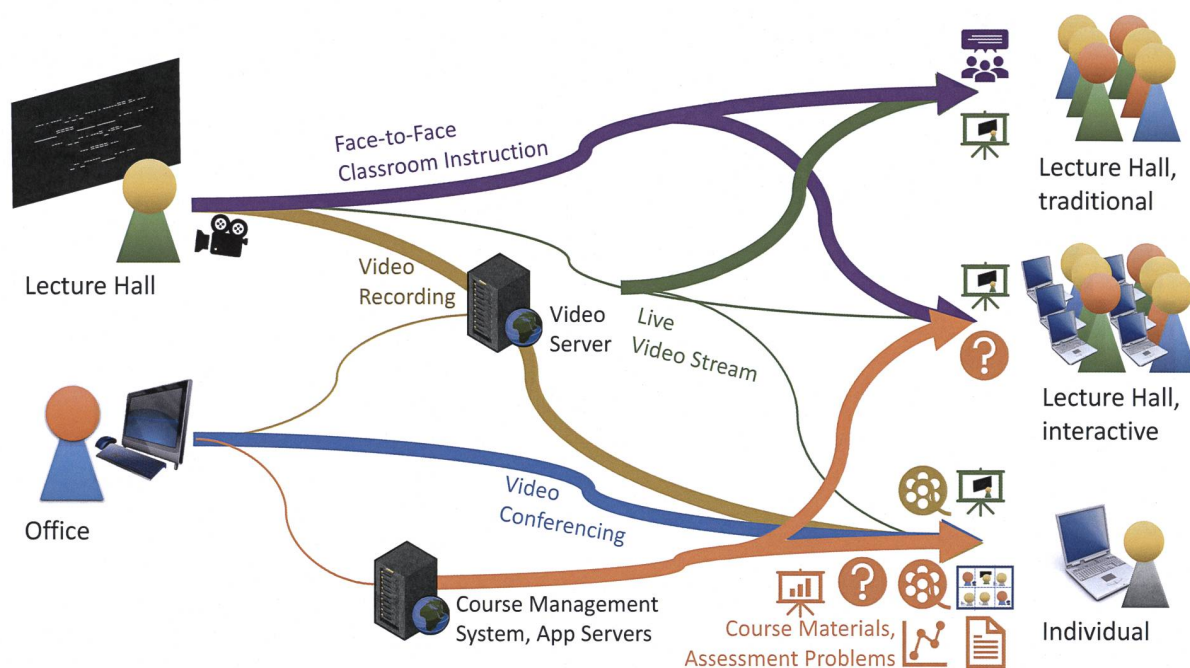 Face-to-Face
Classroom Instruction
Lecture Hall,
traditional
Lecture Hall
Video
Recording
Video
Server
Live
Video Stream
Lecture Hall,
interactive
Office
Video
Conferencing
Course Management
System, App Servers
Course Materials,
Assessment Problems
Individual